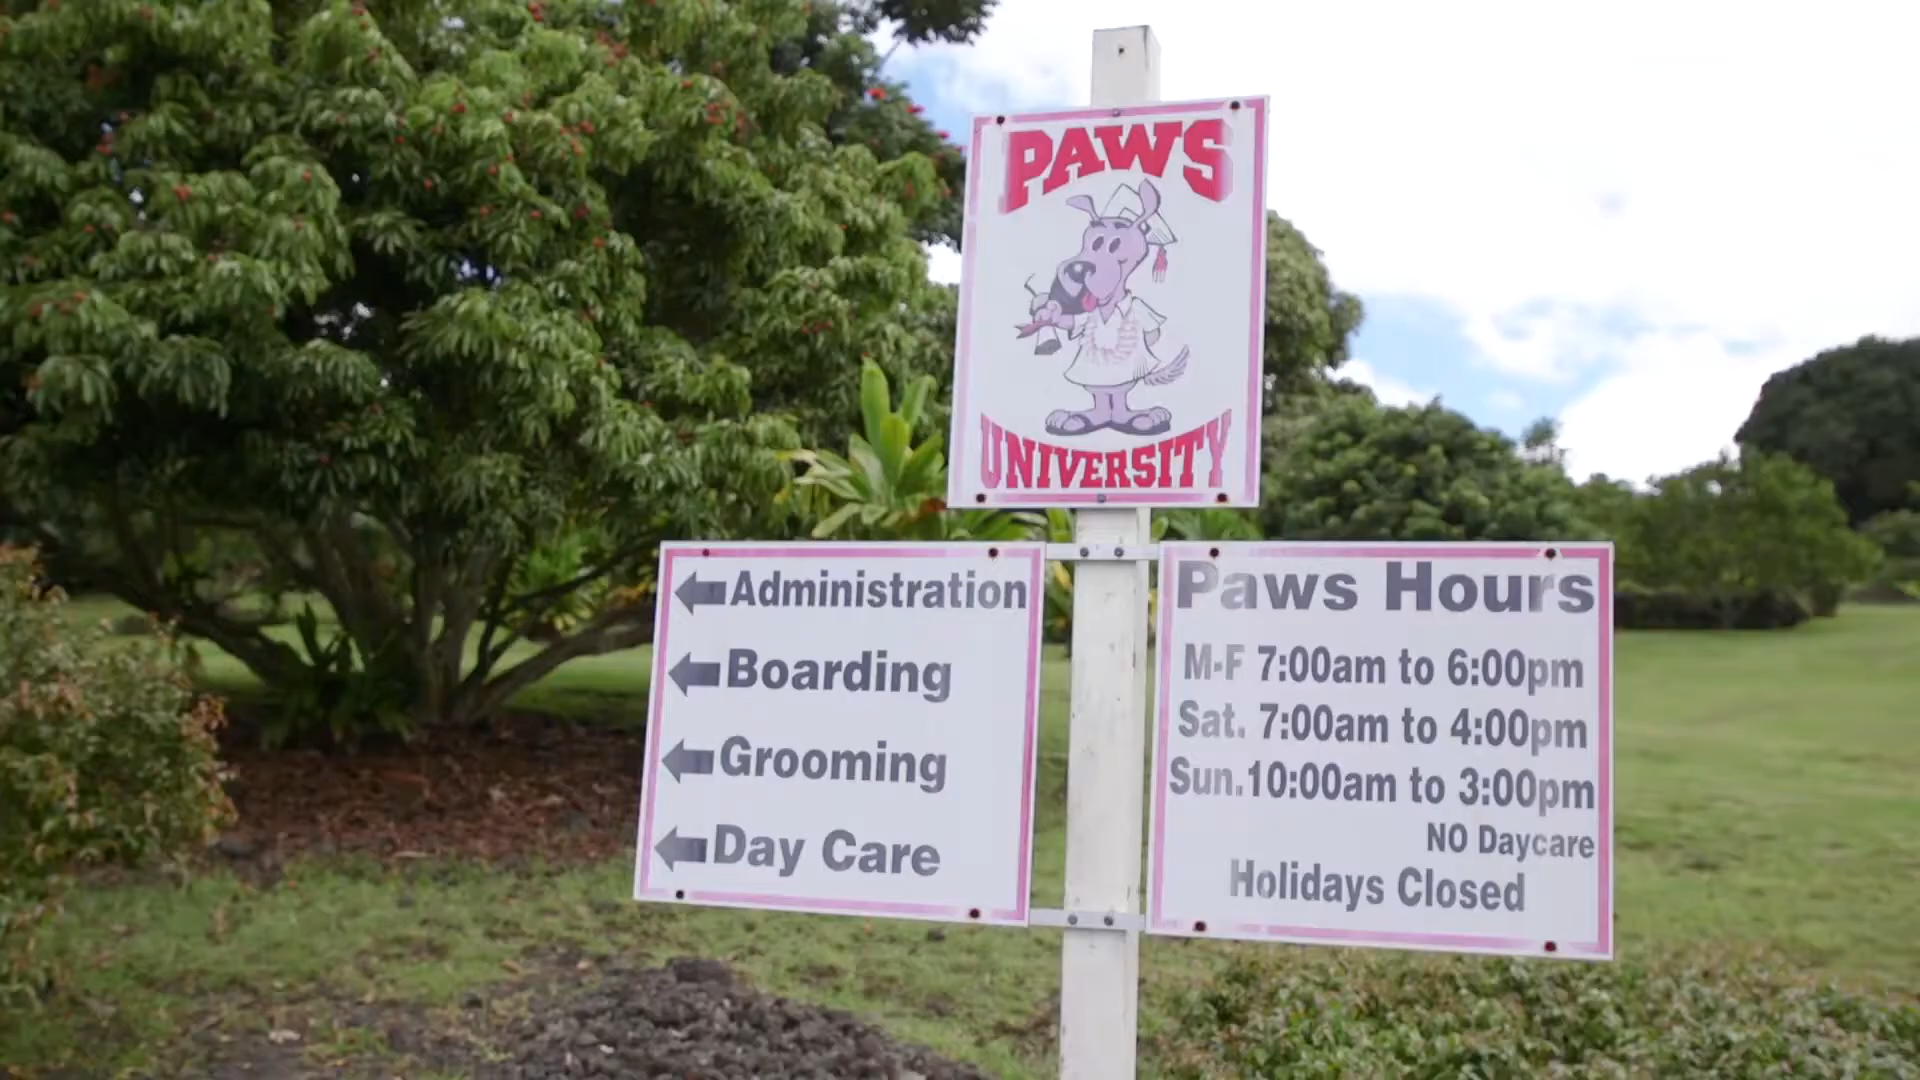 PAWS
UNIVERSITY
Administration
Boarding
Grooming
Day Care
Paws Hours
M-F 7:00am to 6:00pm
Sat. 7:00am to 4:00pm
Sun.10:00am to 3:00pm
NO Daycare
Holidays Closed